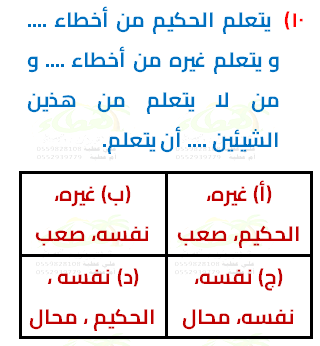 ١٠) يتعلم الحكيم من أخطاء ....
و يتعلم غيره من أخطاء .... و
من لا يتعلم من هذين
الشيئين .... أن يتعلم.
(أ) غيره،
الحكيم، صعب
(ب) غيره،
نفسه، صعب
(ج) نفسه،
نفسه، محال
(د) نفسه ،
الحكيم ، محال